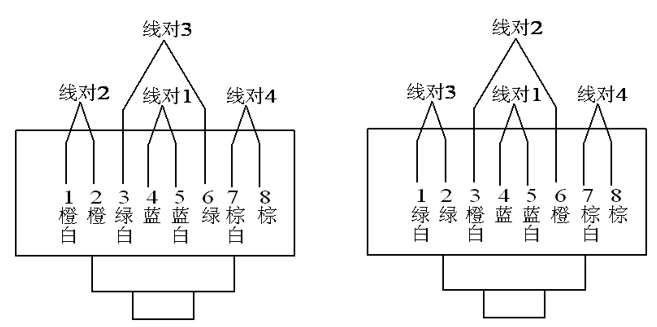 线对3
线对2 线对1 线对4
1 2 3 4 5 6 7 8
橙白 橙 绿白 蓝 蓝白 绿 棕白 棕
线对2
线对3 线对1 线对4
1 2 3 4 5 6 7 8
绿白 绿 橙白 蓝 蓝白 橙 棕白 棕